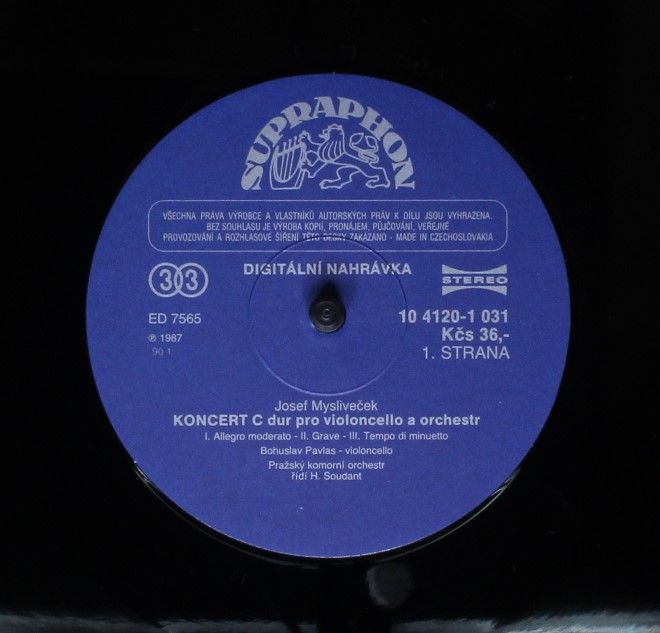 SUPRAPHON
VŠECHNA PRÁVA VÝROBCE A VLASTNÍKŮ AUTORSKÝCH PRÁV K DÍLU JSOU VYHRAZENA.
BEZ SOUHLASU JE VÝROBA KOPIÍ, PRONÁJEM, PŮJČOVÁNÍ, VEŘEJNÉ
PROVOZOVÁNÍ A ROZHLASOVÉ ŠÍŘENÍ TÉTO DESKY ZAKÁZÁNO - MADE IN CZECHOSLOVAKIA
33 DIGITÁLNÍ NAHRÁVKA STEREO
ED 7565 10 4120-1 031
℗ 1987 Kčs 36,-
90 1 1. STRANA
Josef Mysliveček
KONCERT C dur pro violoncello a orchestr
I. Allegro moderato - II. Grave - III. Tempo di minuetto
Bohuslav Pavlas - violoncello
Pražský komorní orchestr
řídí H. Soudant